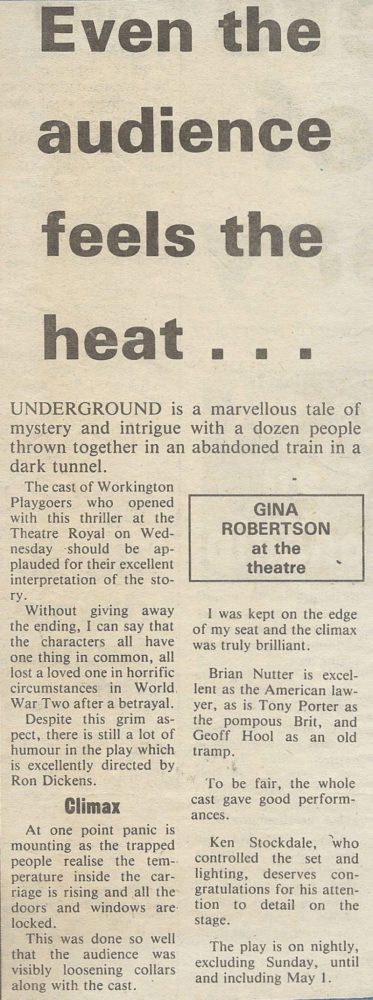 Even the
audience
feels the
heat . . .
UNDERGROUND is a marvellous tale of
mystery and intrigue with a dozen people
thrown together in an abandoned train in a
dark tunnel.
The cast of Workington
Playgoers who opened
with this thriller at the
Theatre Royal on Wed-
nesday should be ap-
plauded for their excellent
interpretation of the sto-
ry.
Without giving away
the ending, I can say that
the characters all have
one thing in common, all
lost a loved one in horrific
circumstances in World
War Two after a betrayal.
Despite this grim as-
pect, there is still a lot of
humour in the play which
is excellently directed by
Ron Dickens.
Climax
At one point panic is
mounting as the trapped
people realise the tem-
perature inside the car-
riage is rising and all the
doors and windows are
locked.
This was done so well
that the audience was
visibly loosening collars
along with the cast.
GINA
ROBERTSON
at the
theatre
I was kept on the edge
of my seat and the climax
was truly brilliant.
Brian Nutter is excel-
lent as the American law-
yer, as is Tony Porter as
the pompous Brit, and
Geoff Hool as an old
tramp.
To be fair, the whole
cast gave good perform-
ances.
Ken Stockdale, who
controlled the set and
lighting, deserves con-
gratulations for his atten-
tion to detail on the
stage.
The play is on nightly,
excluding Sunday, until
and including May 1.